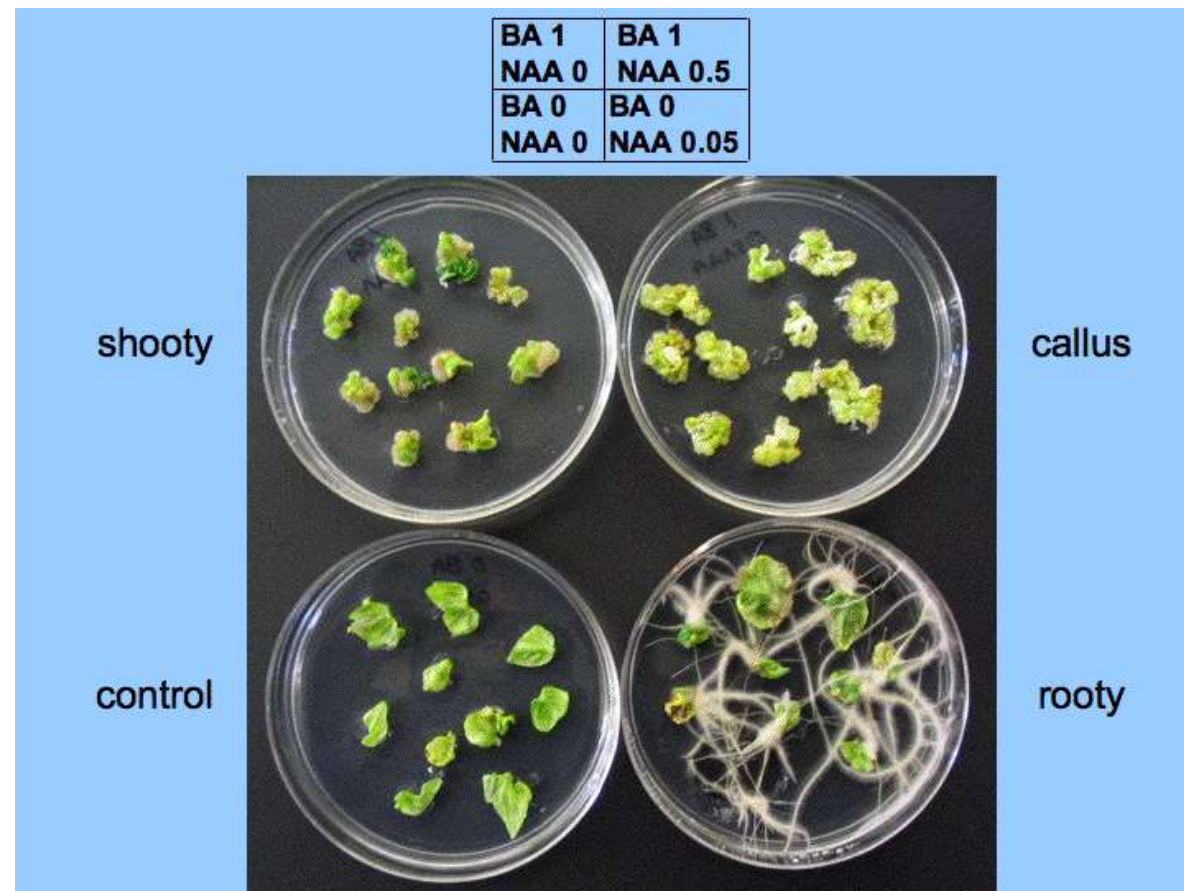 BA 1 BA 1
NAA 0 NAA 0.5
BA 0 BA 0
NAA 0 NAA 0.05
shooty
callus
control
rooty